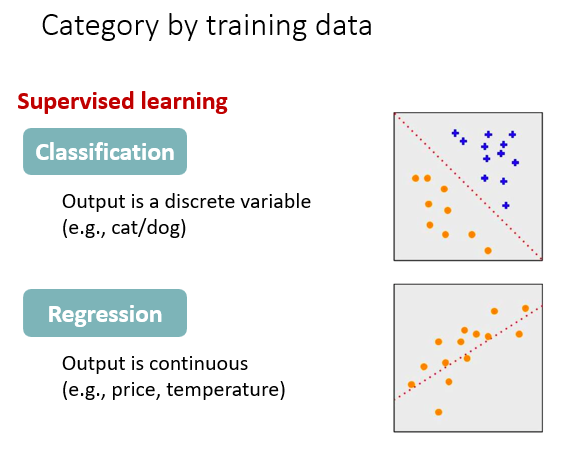 Category by training data
Supervised learning
Classification
Output is a discrete variable
(e.g., cat/dog)
Regression
Output is continuous
(e.g., price, temperature)